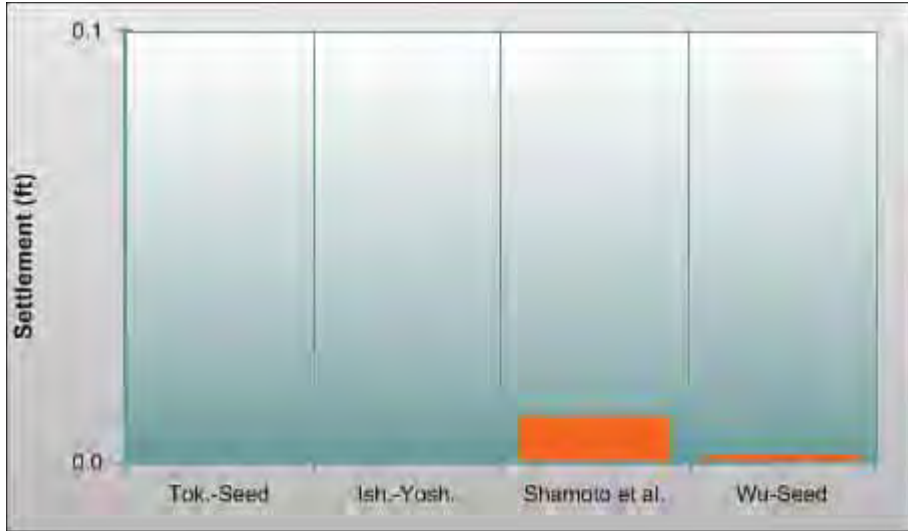 0.1
Settlement (ft)
0.0
Tok.-Seed
Ish.-Yosh.
Shamoto et al.
Wu-Seed